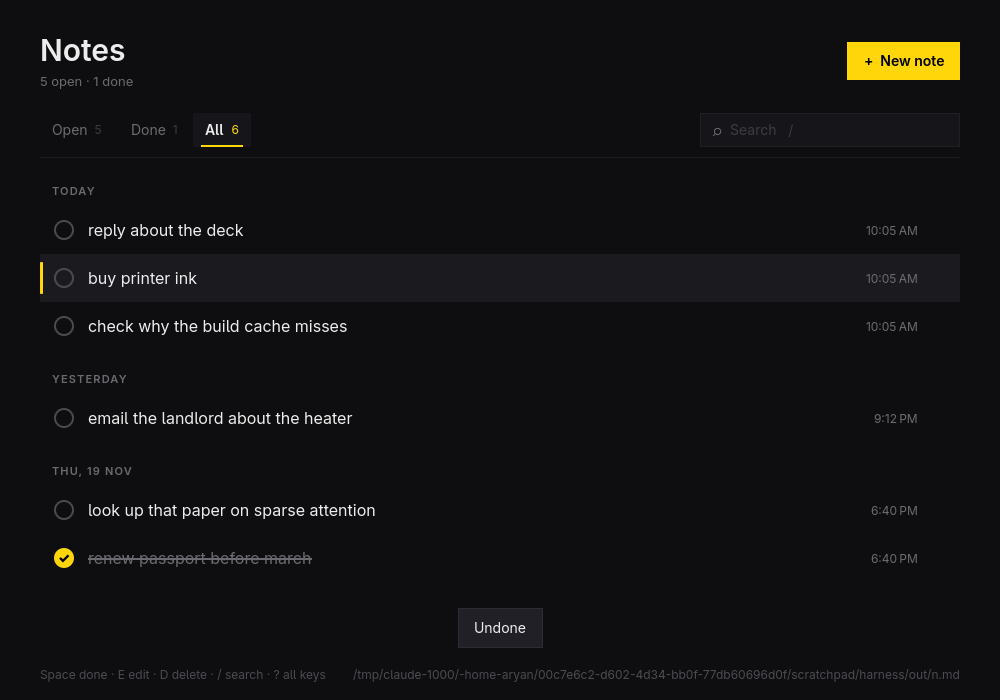 Notes
5 open · 1 done
+ New note
Open 5 Done 1 All 6
Search /
TODAY
reply about the deck 10:05 AM
buy printer ink 10:05 AM
check why the build cache misses 10:05 AM
YESTERDAY
email the landlord about the heater 9:12 PM
THU, 19 NOV
look up that paper on sparse attention 6:40 PM
renew passport before march 6:40 PM
Undone
Space done · E edit · D delete · / search · ? all keys /tmp/claude-1000/-home-aryan/00c7e6c2-d602-4d34-bb0f-77db60696d0f/scratchpad/harness/out/n.md